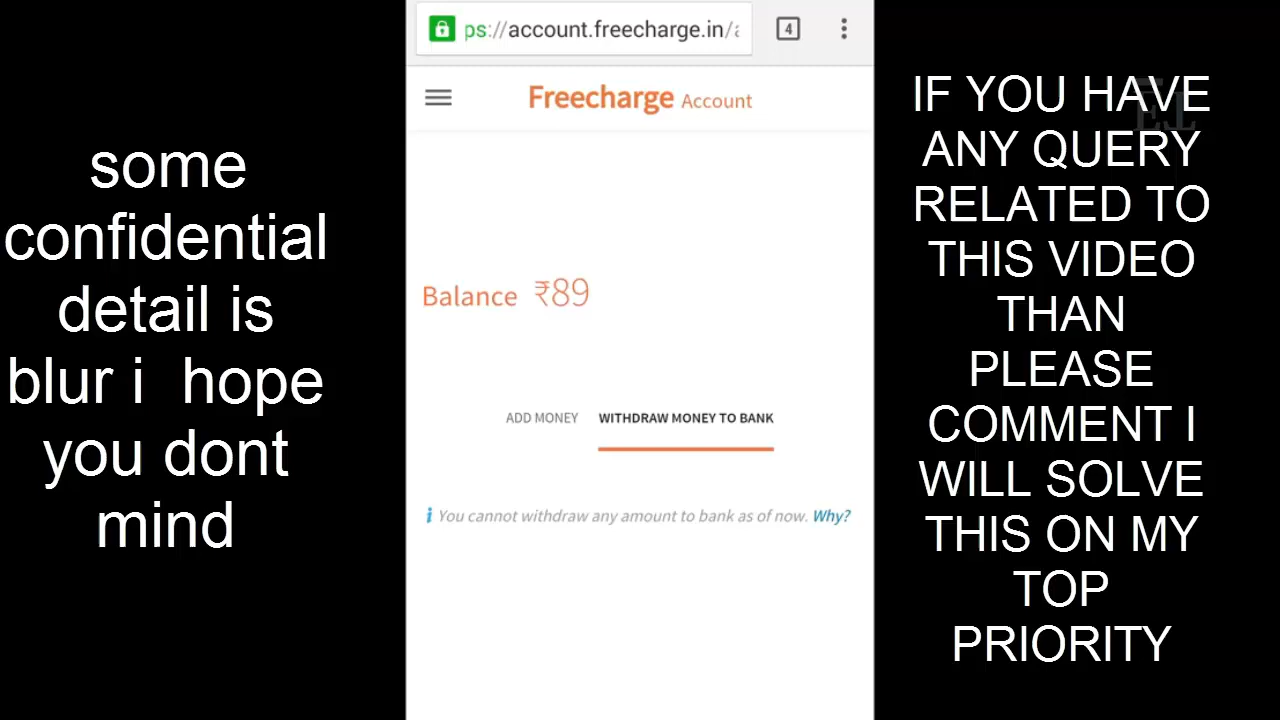 some
confidential
detail is
blur i  hope
you dont
mind
ps://account.freecharge.in/a
4
Freecharge Account
Balance ₹89
ADD MONEY WITHDRAW MONEY TO BANK
i You cannot withdraw any amount to bank as of now. Why?
IF YOU HAVE
ANY QUERY
RELATED TO
THIS VIDEO
THAN
PLEASE
COMMENT I
WILL SOLVE
THIS ON MY
TOP
PRIORITY